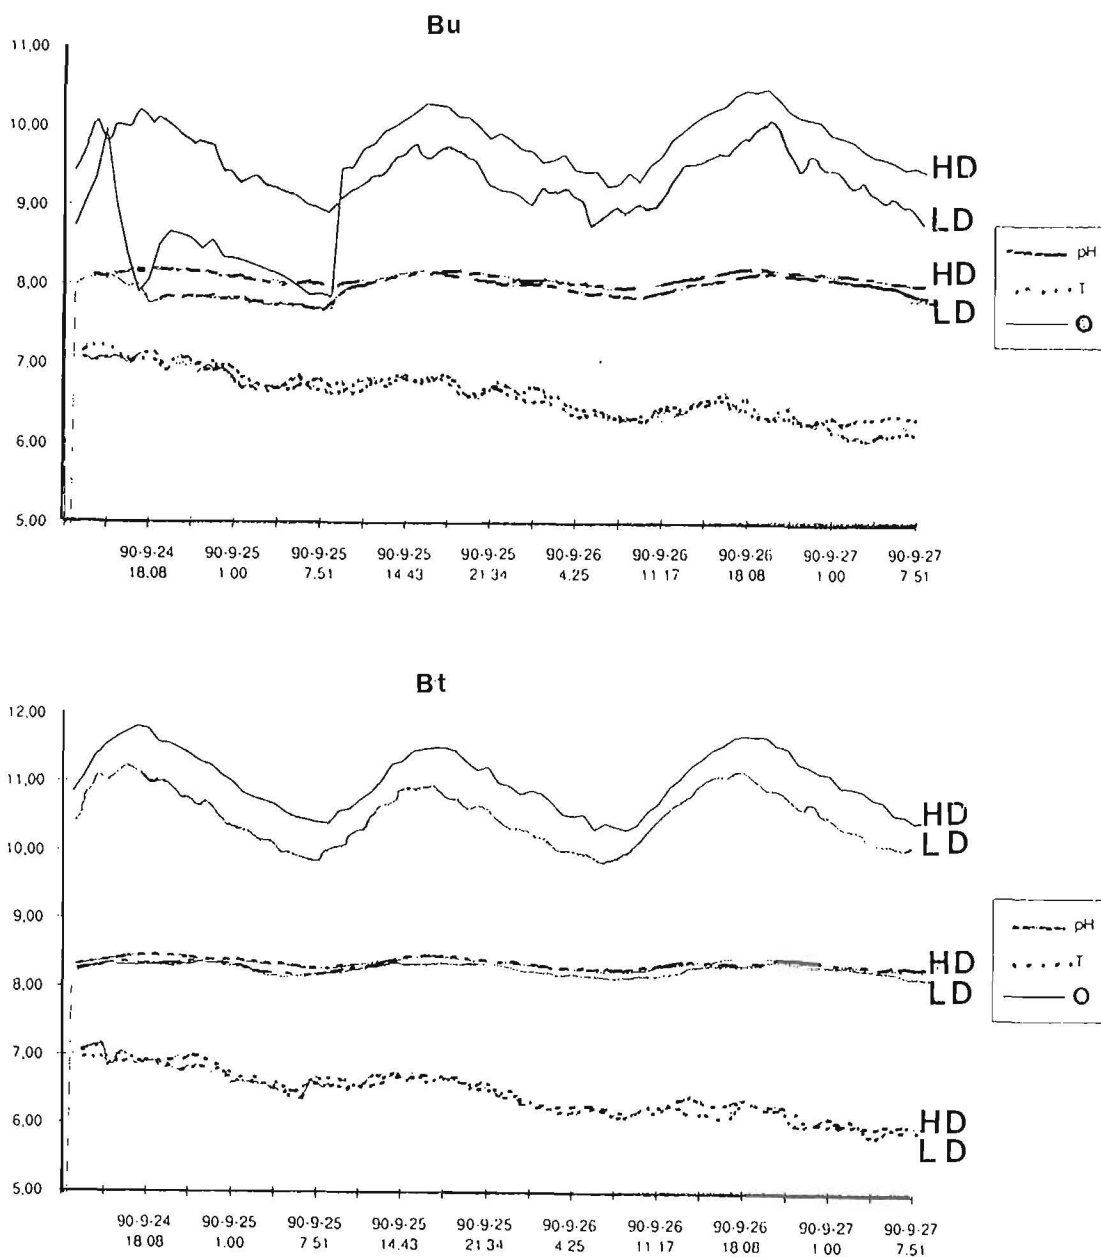 Bu
11,00
10,00
9,00
8,00
7,00
6,00
5,00
HD
LD
HD
LD
pH
T
O
90·9·24 90·9·25 90·9·25 90·9·25 90·9·25 90·9·26 90·9·26 90·9·26 90·9·27 90·9·27
18 08 1 00 7.51 14 43 21 34 4.25 11 17 18 08 1 00 7 51
Bt
12,00
11,00
10,00
9,00
8,00
7,00
6,00
5,00
HD
LD
HD
LD
HD
LD
pH
T
O
90·9·24 90·9·25 90·9·25 90·9·25 90·9·25 90·9·26 90·9·26 90·9·26 90·9·27 90·9·27
18 08 1.00 7 51 14.43 21 34 4 25 11 17 18 08 1 00 7.51